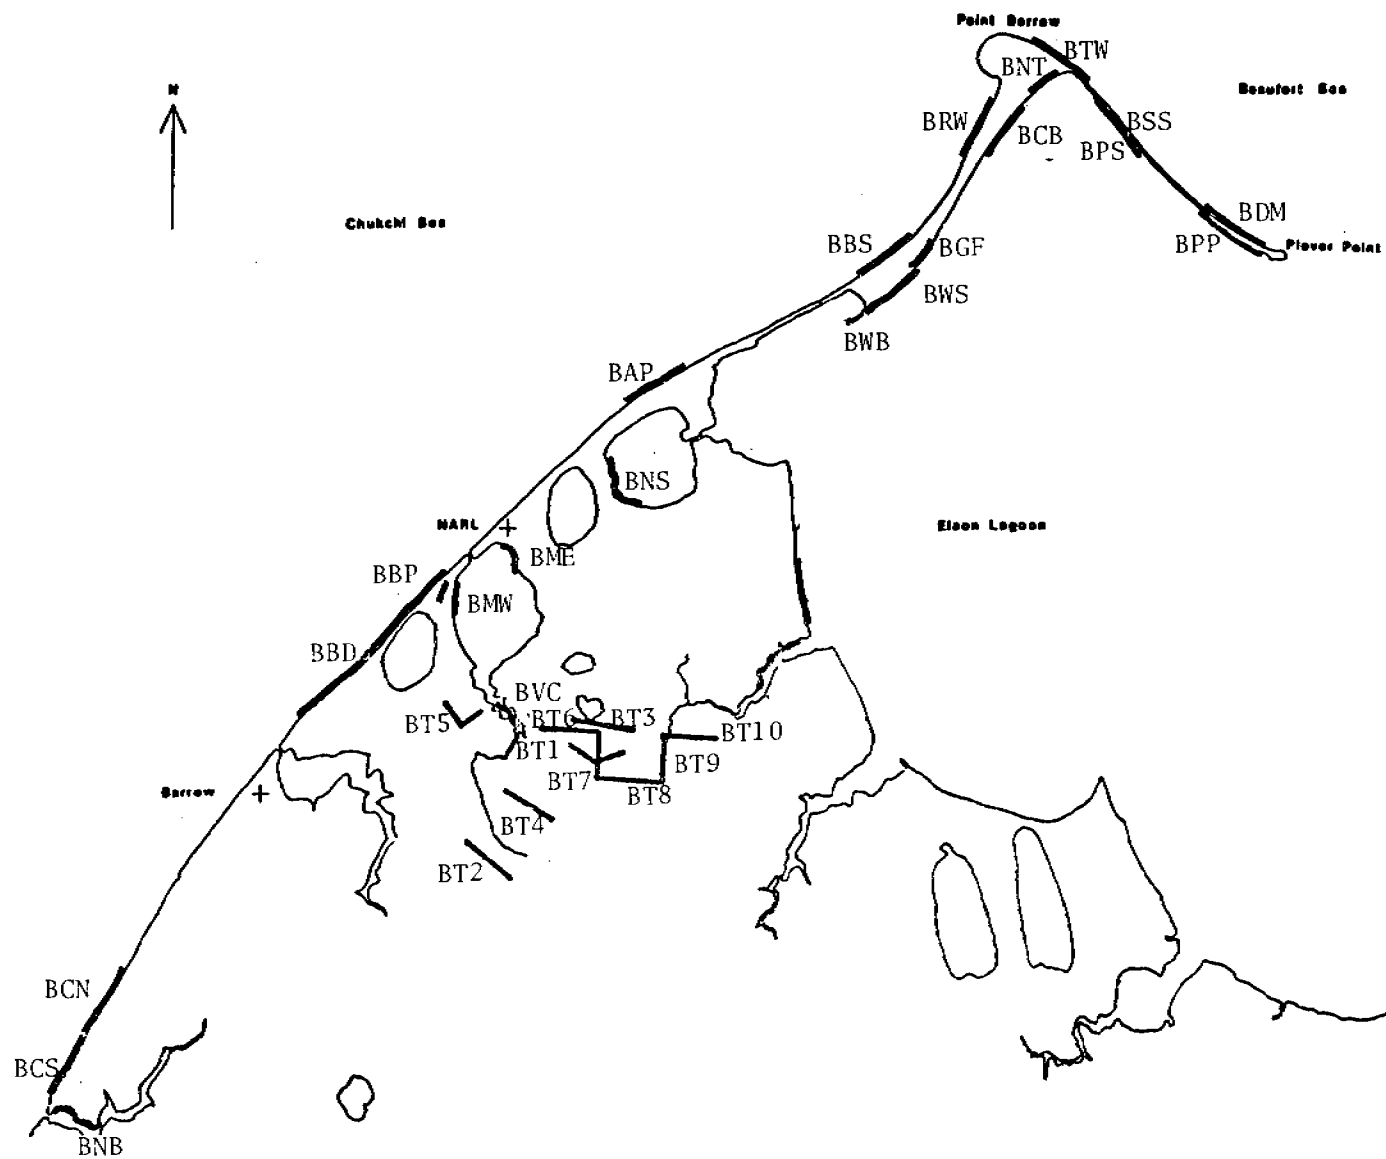 Point Barrow
BTW
BNT
Beaufort Sea
N
BRW
BSS
BCB
BPS
Chukchi Sea
BDM
BBS
BGF
BPP
Plover Point
BWS
BWB
BAP
BNS
NARL
Elson Lagoon
BME
BBP
BMW
BBD
BVC
BT5
BT6
BT3
BT10
BT1
BT9
BT7
BT8
Barrow
BT4
BT2
BCN
BCS
BNB